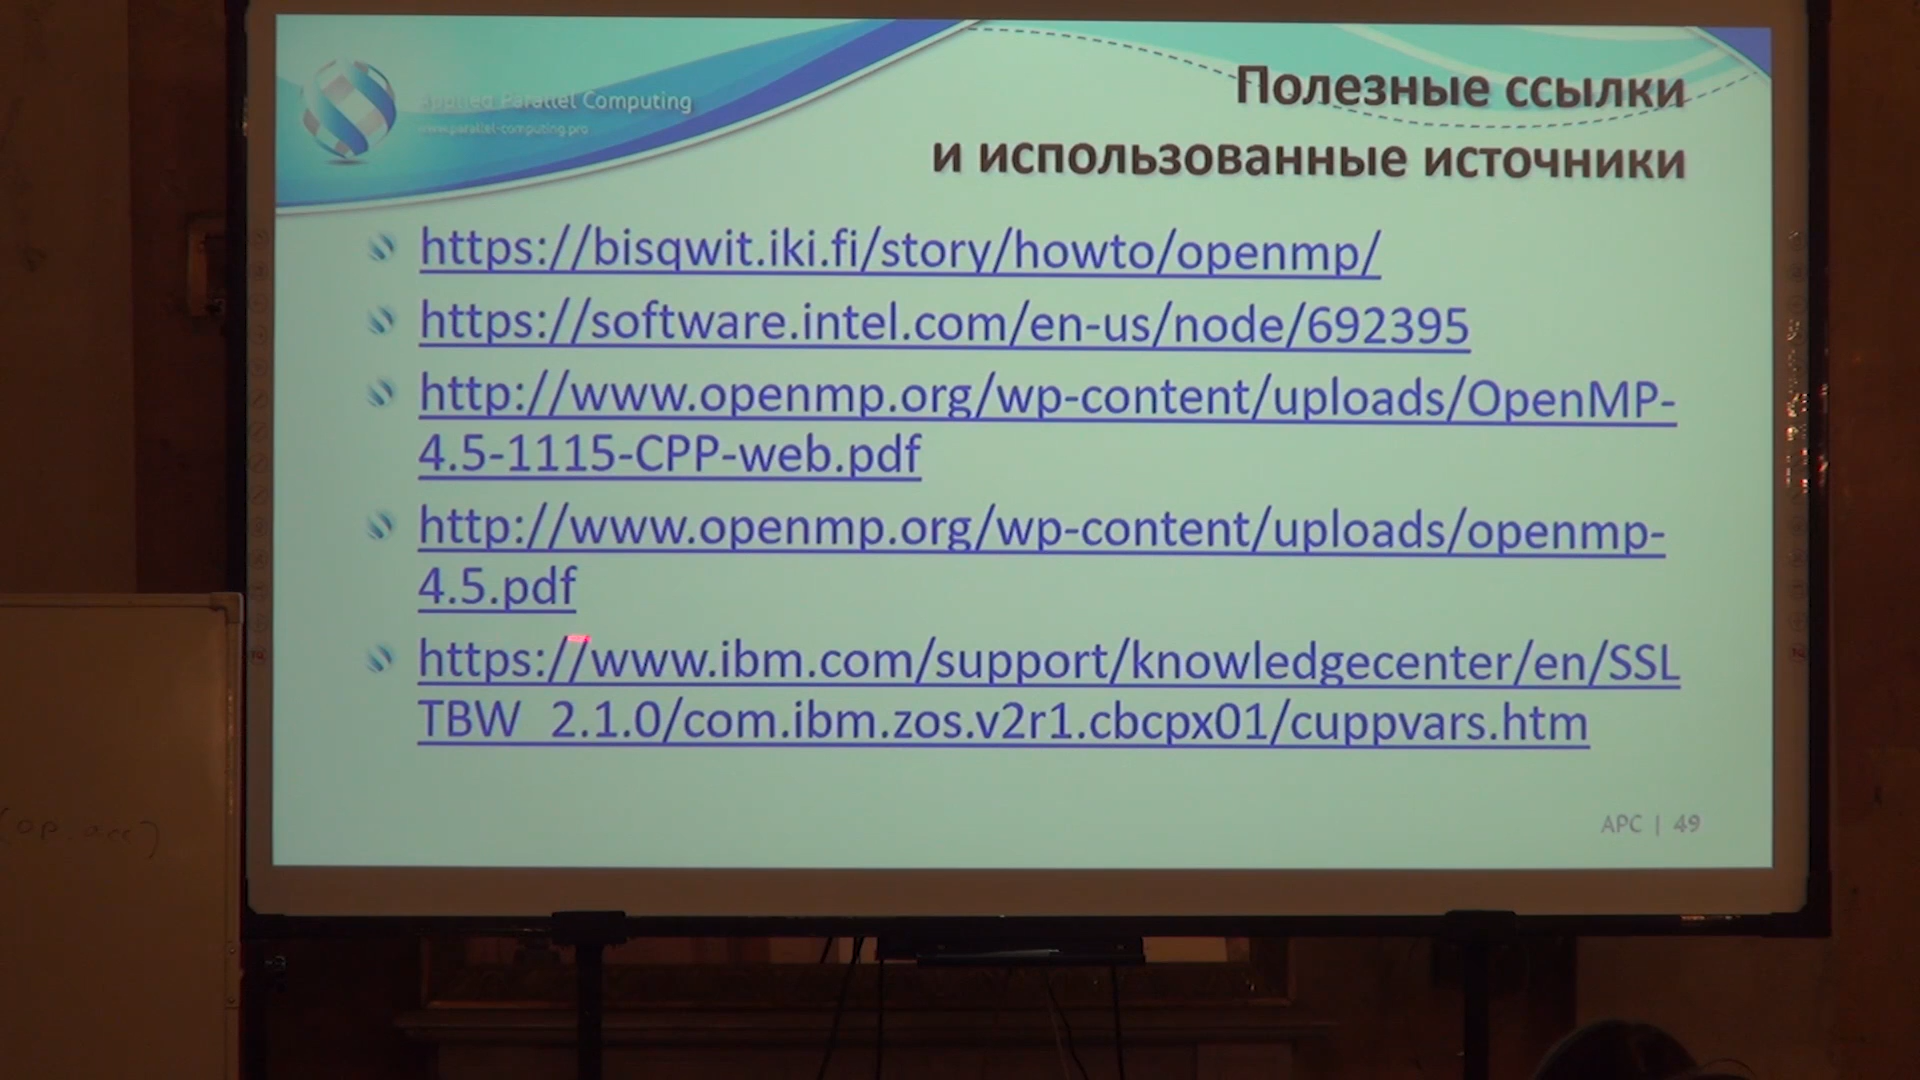 Applied Parallel Computing
www.parallel-computing.pro
Полезные ссылки
и использованные источники
https://bisqwit.iki.fi/story/howto/openmp/
https://software.intel.com/en-us/node/692395
http://www.openmp.org/wp-content/uploads/OpenMP-
4.5-1115-CPP-web.pdf
http://www.openmp.org/wp-content/uploads/openmp-
4.5.pdf
https://www.ibm.com/support/knowledgecenter/en/SSL
TBW_2.1.0/com.ibm.zos.v2r1.cbcpx01/cuppvars.htm
APC | 49